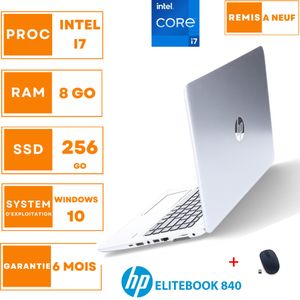 PROC
INTEL
I7
intel
CORE
i7
REMIS A NEUF
RAM
8 GO
SSD
256
GO
SYSTEM
D'EXPLOITATION
WINDOWS
10
GARANTIE
6 MOIS
hp
ELITEBOOK 840
+